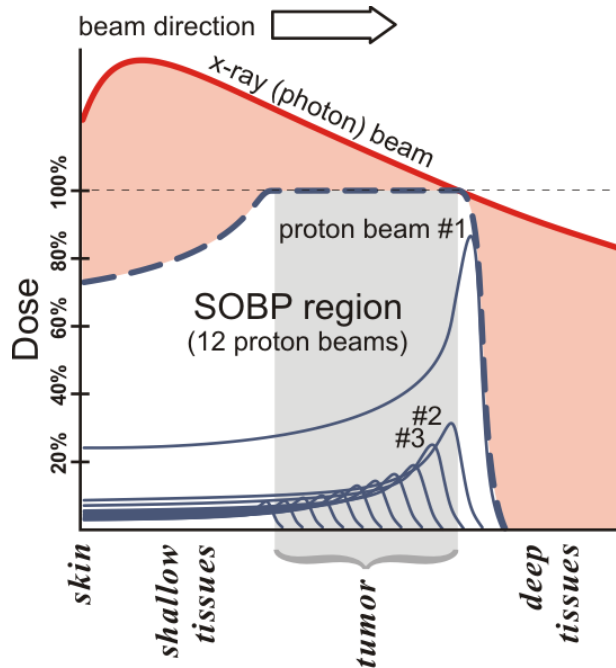 beam direction
x-ray (photon) beam
100%
80%
60%
40%
20%
Dose
proton beam #1
SOBP region
(12 proton beams)
#2
#3
skin
shallow
tissues
tumor
deep
tissues